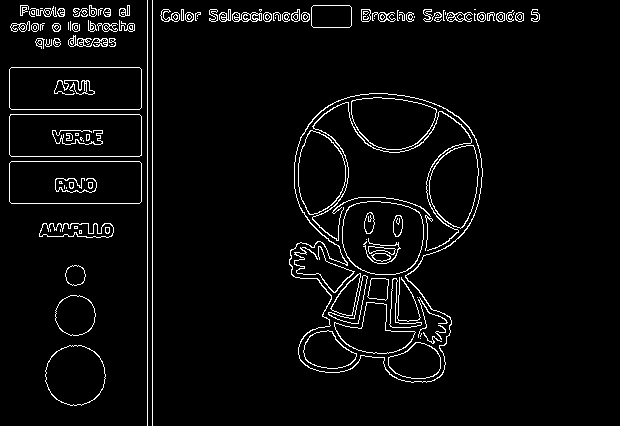 Parate sobre el
color o la brocha
que desees
Color Seleccionado
Brocha Seleccionada 5
AZUL
VERDE
ROJO
AMARILLO